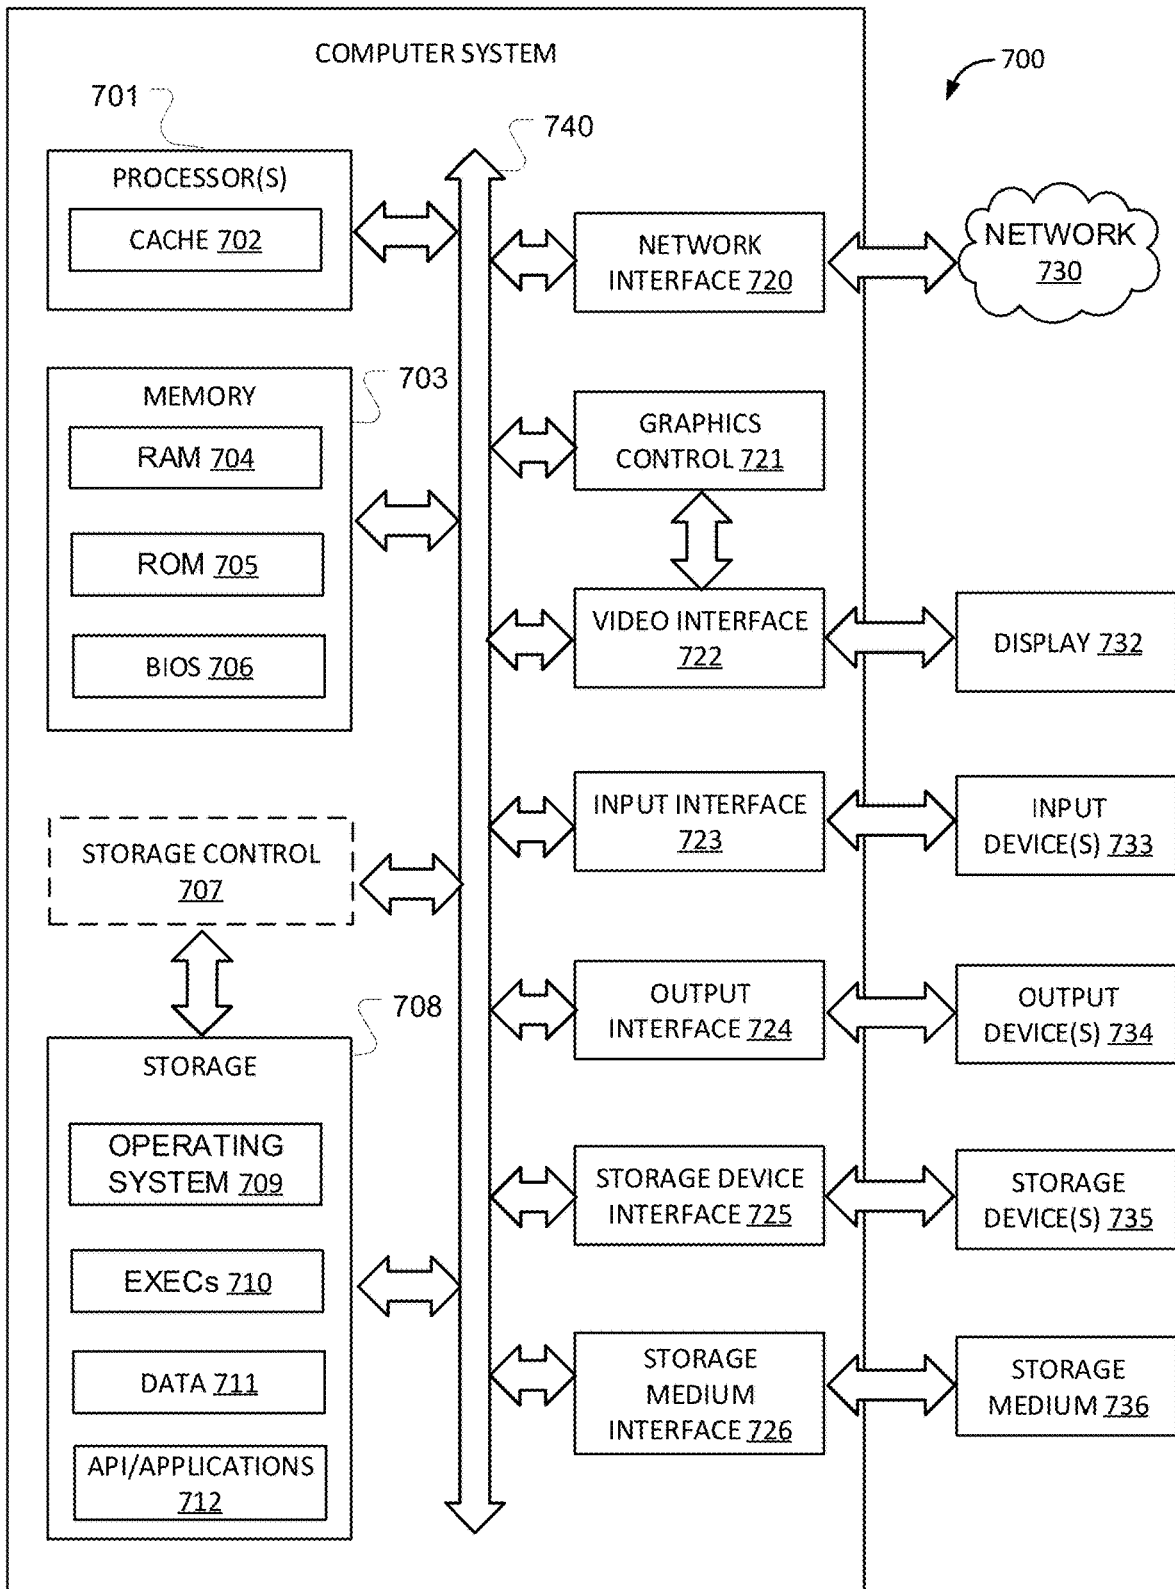 COMPUTER SYSTEM
700
701
740
PROCESSOR(S)
CACHE 702
NETWORK
INTERFACE 720
NETWORK
730
703
MEMORY
RAM 704
ROM 705
BIOS 706
GRAPHICS
CONTROL 721
VIDEO INTERFACE
722
DISPLAY 732
STORAGE CONTROL
707
INPUT INTERFACE
723
INPUT
DEVICE(S) 733
708
STORAGE
OPERATING
SYSTEM 709
EXECs 710
DATA 711
API/APPLICATIONS
712
OUTPUT
INTERFACE 724
OUTPUT
DEVICE(S) 734
STORAGE DEVICE
INTERFACE 725
STORAGE
DEVICE(S) 735
STORAGE
MEDIUM
INTERFACE 726
STORAGE
MEDIUM 736